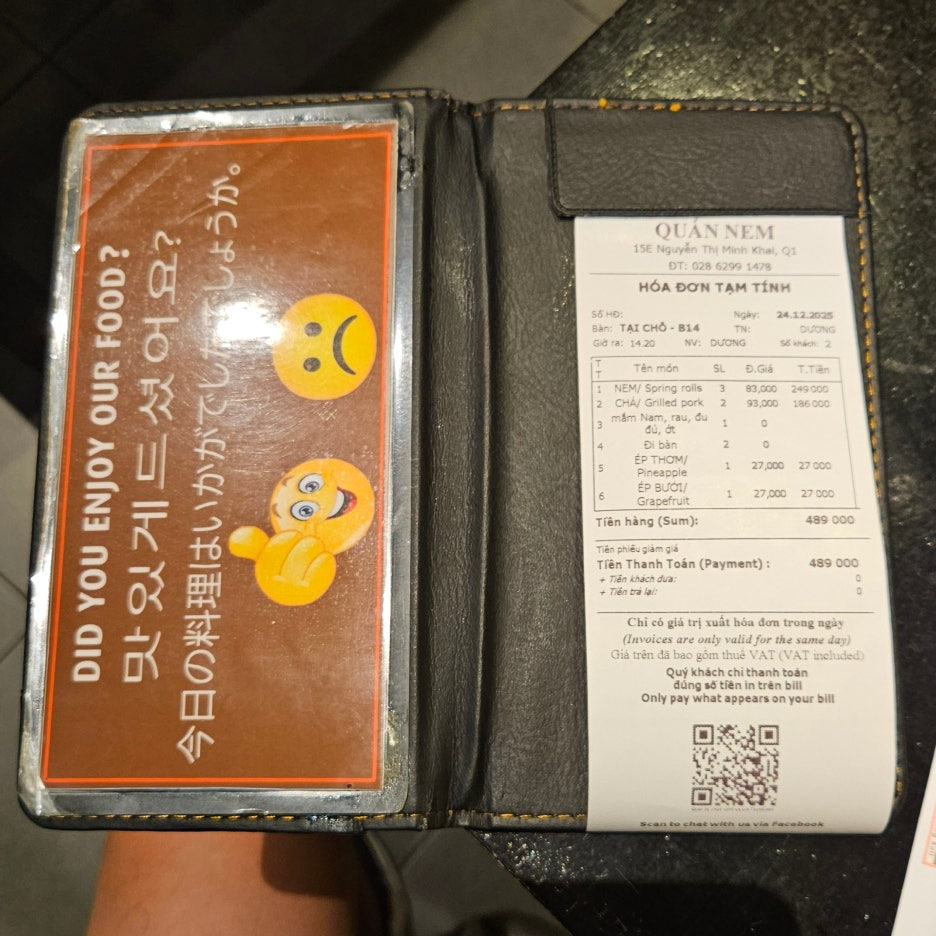 DID YOU ENJOY OUR FOOD?
맛있게 드셨어요?
今日の料理はいかがでしたでしょうか。
QUÁN NEM
15E Nguyễn Thị Minh Khai, Q1
ĐT: 028 6299 1478
HÓA ĐƠN TẠM TÍNH
Số HĐ: Ngày: 24.12.2025
Bàn: TẠI CHỖ - B14 TN: DƯƠNG
Giờ ra: 14.20 NV: DƯƠNG Số khách: 2
TT Tên món SL Đ.Giá T.Tiền
1 NEM/ Spring rolls 3 83,000 249 000
2 CHẢ/ Grilled pork 2 93,000 186 000
3 mắm Nam, rau, đu đủ, ớt 1 0
4 Đi bàn 2 0
5 ÉP THƠM/ Pineapple 1 27,000 27 000
6 ÉP BƯỞI/ Grapefruit 1 27,000 27 000
Tiền hàng (Sum): 489 000
Tiền phiếu giảm giá
Tiền Thanh Toán (Payment) : 489 000
+ Tiền khách đưa: 0
+ Tiền trả lại: 0
Chỉ có giá trị xuất hóa đơn trong ngày
(Invoices are only valid for the same day)
Giá trên đã bao gồm thuế VAT (VAT included)
Quý khách chỉ thanh toán
đúng số tiền in trên bill
Only pay what appears on your bill
Scan to chat with us via Facebook